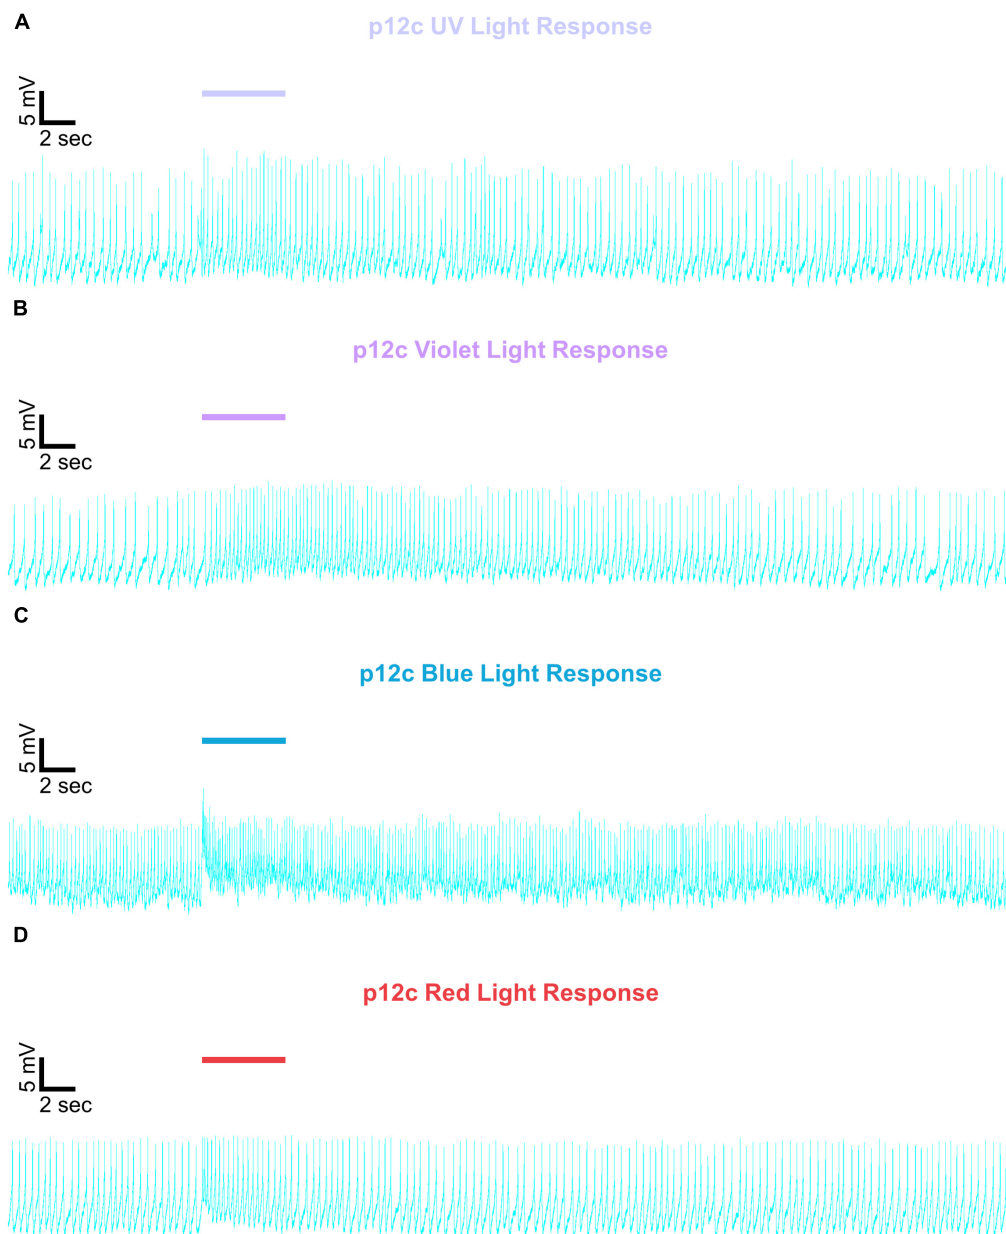 A
p12c UV Light Response
5 mV
2 sec
B
p12c Violet Light Response
5 mV
2 sec
C
p12c Blue Light Response
5 mV
2 sec
D
p12c Red Light Response
5 mV
2 sec